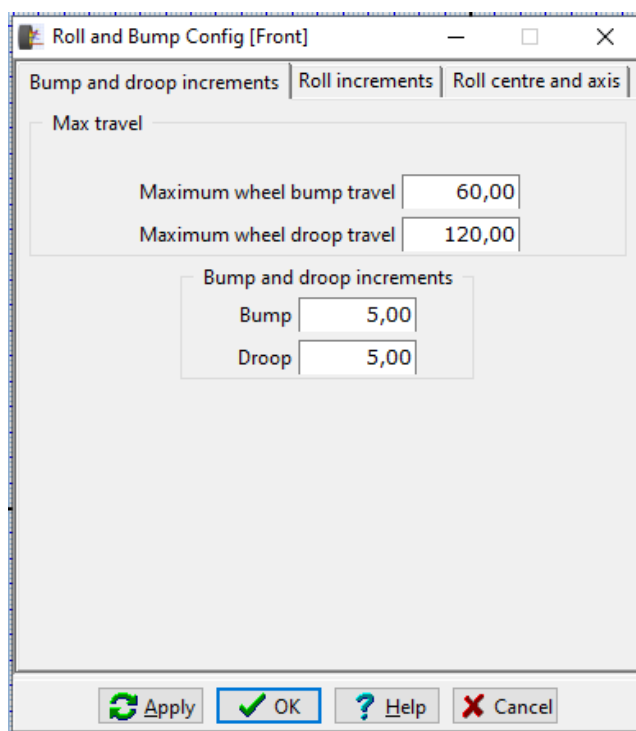 Roll and Bump Config [Front]
Bump and droop increments Roll increments Roll centre and axis
Max travel
Maximum wheel bump travel 60,00
Maximum wheel droop travel 120,00
Bump and droop increments
Bump 5,00
Droop 5,00
Apply OK Help Cancel